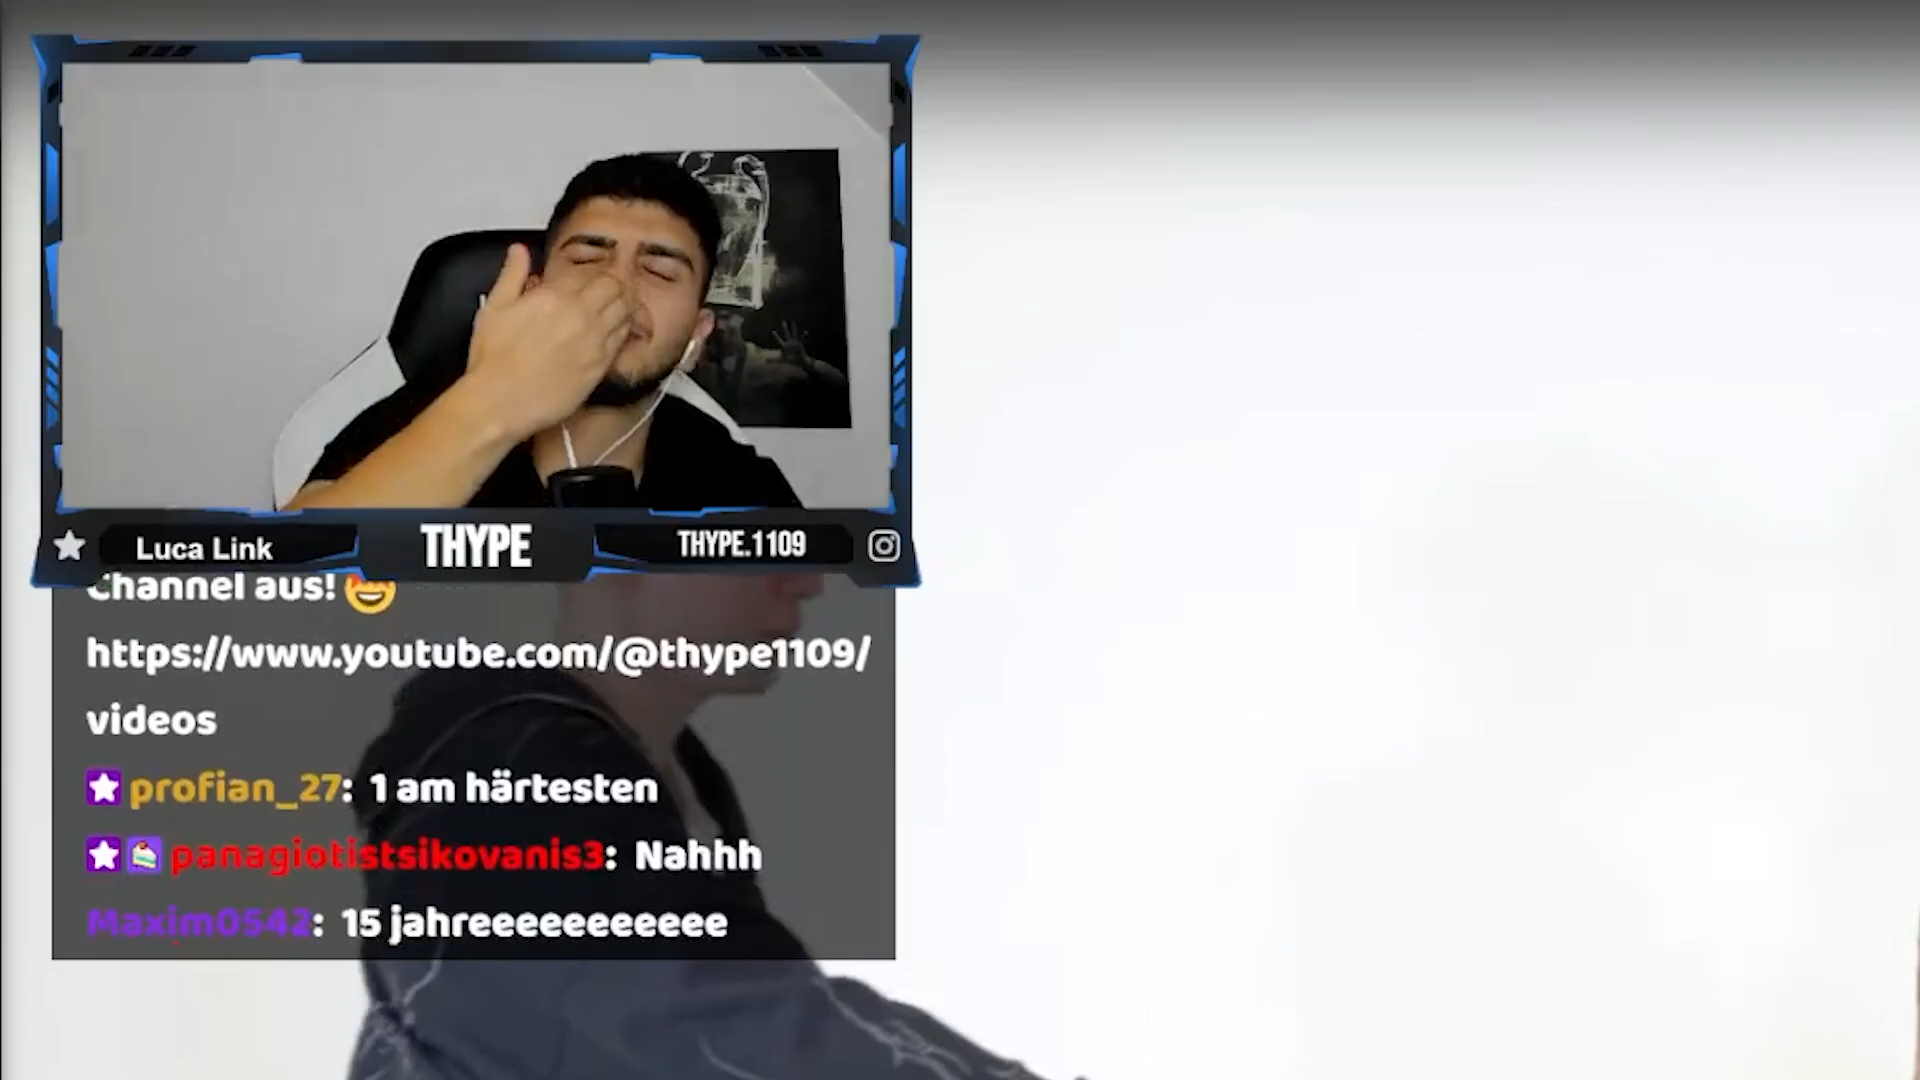 Luca Link
THYPE
THYPE.1109
Channel aus!
https://www.youtube.com/@thype1109/
videos
profian_27: 1 am härtesten
panagiotistsikovanis3: Nahhh
Maxim0542: 15 jahreeeeeeeeeee